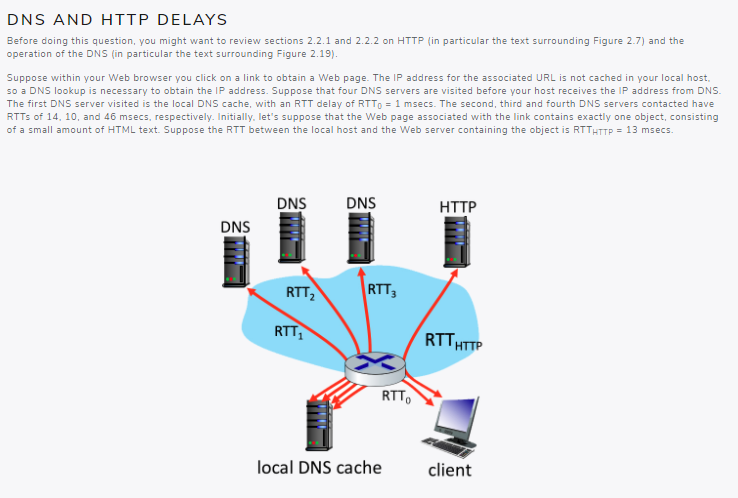 DNS AND HTTP DELAYS
Before doing this question, you might want to review sections 2.2.1 and 2.2.2 on HTTP (in particular the text surrounding Figure 2.7) and the
operation of the DNS (in particular the text surrounding Figure 2.19).
Suppose within your Web browser you click on a link to obtain a Web page. The IP address for the associated URL is not cached in your local host,
so a DNS lookup is necessary to obtain the IP address. Suppose that four DNS servers are visited before your host receives the IP address from DNS.
The first DNS server visited is the local DNS cache, with an RTT delay of RTT₀ = 1 msecs. The second, third and fourth DNS servers contacted have
RTTs of 14, 10, and 46 msecs, respectively. Initially, let's suppose that the Web page associated with the link contains exactly one object, consisting
of a small amount of HTML text. Suppose the RTT between the local host and the Web server containing the object is RTTHTTP = 13 msecs.
DNS
DNS
DNS
HTTP
RTT₂
RTT₃
RTT₁
RTTHTTP
RTT₀
local DNS cache
client